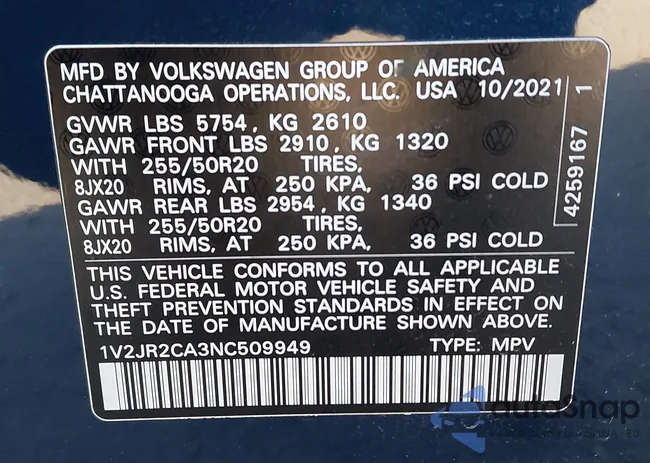 MFD BY VOLKSWAGEN GROUP OF AMERICA
CHATTANOOGA OPERATIONS, LLC. USA 10/2021
GVWR LBS 5754, KG 2610
GAWR FRONT LBS 2910, KG 1320
WITH 255/50R20 TIRES,
8JX20 RIMS, AT 250 KPA, 36 PSI COLD
GAWR REAR LBS 2954, KG 1340
WITH 255/50R20 TIRES,
8JX20 RIMS, AT 250 KPA, 36 PSI COLD
THIS VEHICLE CONFORMS TO ALL APPLICABLE
U.S. FEDERAL MOTOR VEHICLE SAFETY AND
THEFT PREVENTION STANDARDS IN EFFECT ON
THE DATE OF MANUFACTURE SHOWN ABOVE.
1V2JR2CA3NC509949 TYPE: MPV
4259167 1
autoSnap